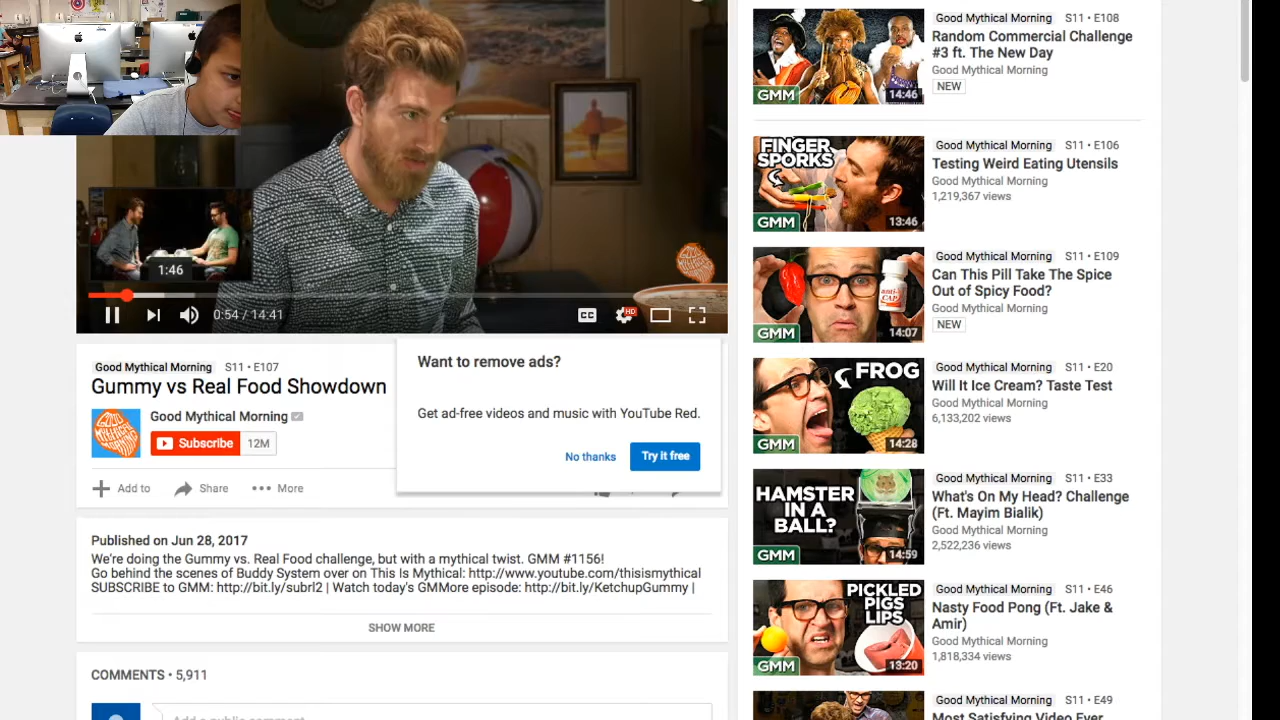 1:46
0:54 / 14:41
CC
HD
Good Mythical Morning S11 • E107
Gummy vs Real Food Showdown
Good Mythical Morning
Subscribe 12M
Add to Share More
Want to remove ads?
Get ad-free videos and music with YouTube Red.
No thanks Try it free
Published on Jun 28, 2017
We're doing the Gummy vs. Real Food challenge, but with a mythical twist. GMM #1156!
Go behind the scenes of Buddy System over on This Is Mythical: http://www.youtube.com/thisismythical
SUBSCRIBE to GMM: http://bit.ly/subrl2 | Watch today's GMMore episode: http://bit.ly/KetchupGummy |
SHOW MORE
COMMENTS • 5,911
Add a public comment...
GMM
14:46
Good Mythical Morning S11 • E108
Random Commercial Challenge
#3 ft. The New Day
Good Mythical Morning
NEW
FINGER
SPORKS
GMM
13:46
Good Mythical Morning S11 • E106
Testing Weird Eating Utensils
Good Mythical Morning
1,219,367 views
GMM
14:07
Good Mythical Morning S11 • E109
Can This Pill Take The Spice
Out of Spicy Food?
Good Mythical Morning
NEW
FROG
GMM
14:28
Good Mythical Morning S11 • E20
Will It Ice Cream? Taste Test
Good Mythical Morning
6,133,202 views
HAMSTER
IN A
BALL?
GMM
14:59
Good Mythical Morning S11 • E33
What's On My Head? Challenge
(Ft. Mayim Bialik)
Good Mythical Morning
2,522,236 views
PICKLED
PIGS
LIPS
GMM
13:20
Good Mythical Morning S11 • E46
Nasty Food Pong (Ft. Jake &
Amir)
Good Mythical Morning
1,818,334 views
Good Mythical Morning S11 • E49
Most Satisfying Video Ever